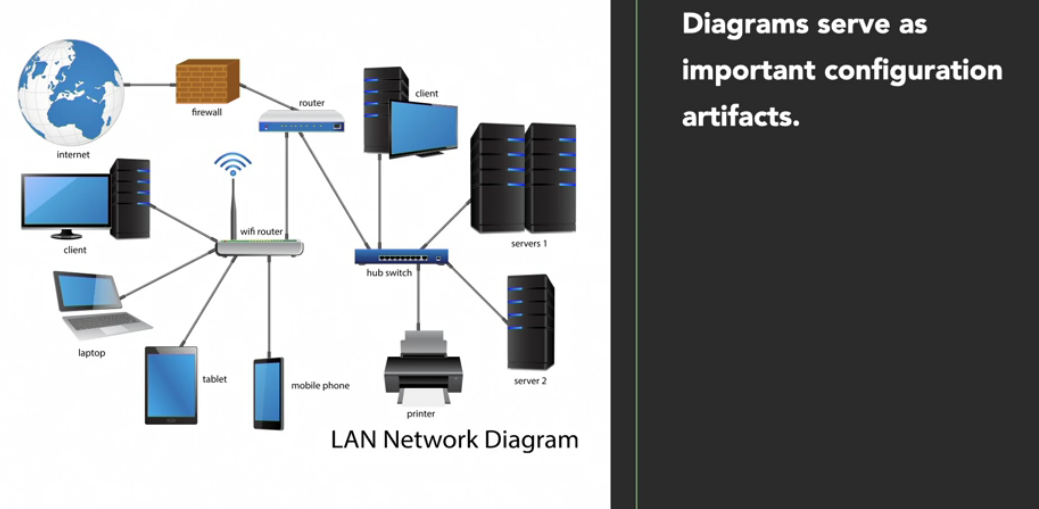 internet
firewall
router
client
client
wifi router
servers 1
hub switch
laptop
tablet
mobile phone
server 2
printer
LAN Network Diagram
Diagrams serve as
important configuration
artifacts.